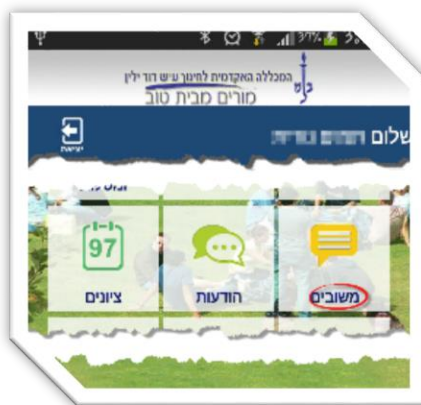 המכללה האקדמית לחינוך ע״ש דוד ילין
מורים מבית טוב
שלום
יציאה
משובים
הודעות
97
ציונים